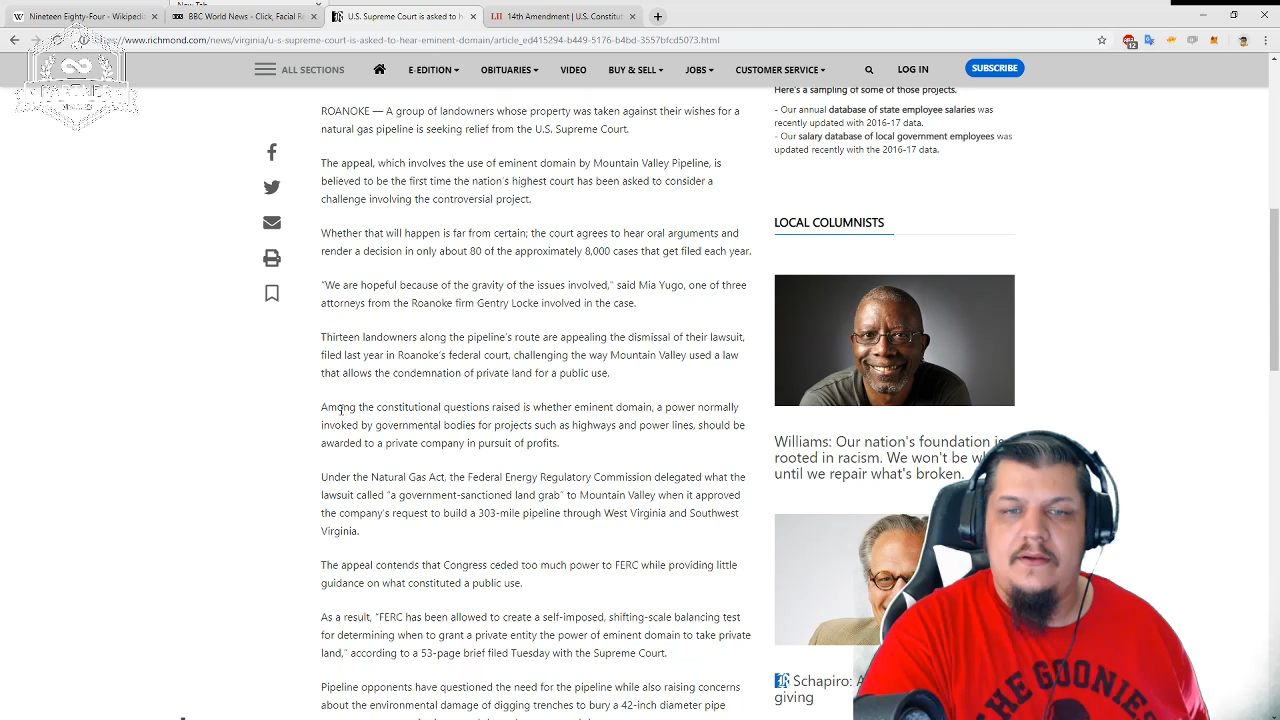 Nineteen Eighty-Four - Wikiped
BBC World News - Click, Facial Re
U.S. Supreme Court is asked to h
14th Amendment | U.S. Constitut
www.richmond.com/news/virginia/u-s-supreme-court-is-asked-to-hear-eminent-domain/article_ed415294-b449-5176-b4bd-3557bfcd5073.html
12
ALL SECTIONS
E-EDITION
OBITUARIES
VIDEO
BUY & SELL
JOBS
CUSTOMER SERVICE
LOG IN
SUBSCRIBE
ROANOKE — A group of landowners whose property was taken against their wishes for a
natural gas pipeline is seeking relief from the U.S. Supreme Court.
The appeal, which involves the use of eminent domain by Mountain Valley Pipeline, is
believed to be the first time the nation's highest court has been asked to consider a
challenge involving the controversial project.
Whether that will happen is far from certain; the court agrees to hear oral arguments and
render a decision in only about 80 of the approximately 8,000 cases that get filed each year.
"We are hopeful because of the gravity of the issues involved," said Mia Yugo, one of three
attorneys from the Roanoke firm Gentry Locke involved in the case.
Thirteen landowners along the pipeline's route are appealing the dismissal of their lawsuit,
filed last year in Roanoke's federal court, challenging the way Mountain Valley used a law
that allows the condemnation of private land for a public use.
Among the constitutional questions raised is whether eminent domain, a power normally
invoked by governmental bodies for projects such as highways and power lines, should be
awarded to a private company in pursuit of profits.
Under the Natural Gas Act, the Federal Energy Regulatory Commission delegated what the
lawsuit called "a government-sanctioned land grab" to Mountain Valley when it approved
the company's request to build a 303-mile pipeline through West Virginia and Southwest
Virginia.
appeal contends that Congress ceded too much power to FERC while providing little
guidance on what constituted a public use.
As a result, "FERC has been allowed to create a self-imposed, shifting-scale balancing test
for determining when to grant a private entity the power of eminent domain to take private
land," according to a 53-page brief filed Tuesday with the Supreme Court.
Pipeline opponents have questioned the need for the pipeline while also raising concerns
about the environmental damage of digging trenches to bury a 42-inch diameter pipe
Here's a sampling of some of those projects.
- Our annual database of state employee salaries was
recently updated with 2016-17 data.
- Our salary database of local government employees was
updated recently with the 2016-17 data.
LOCAL COLUMNISTS
Williams: Our nation's foundation is
rooted in racism. We won't be wh
until we repair what's broken.
Schapiro: A
giving
THE GOONIES